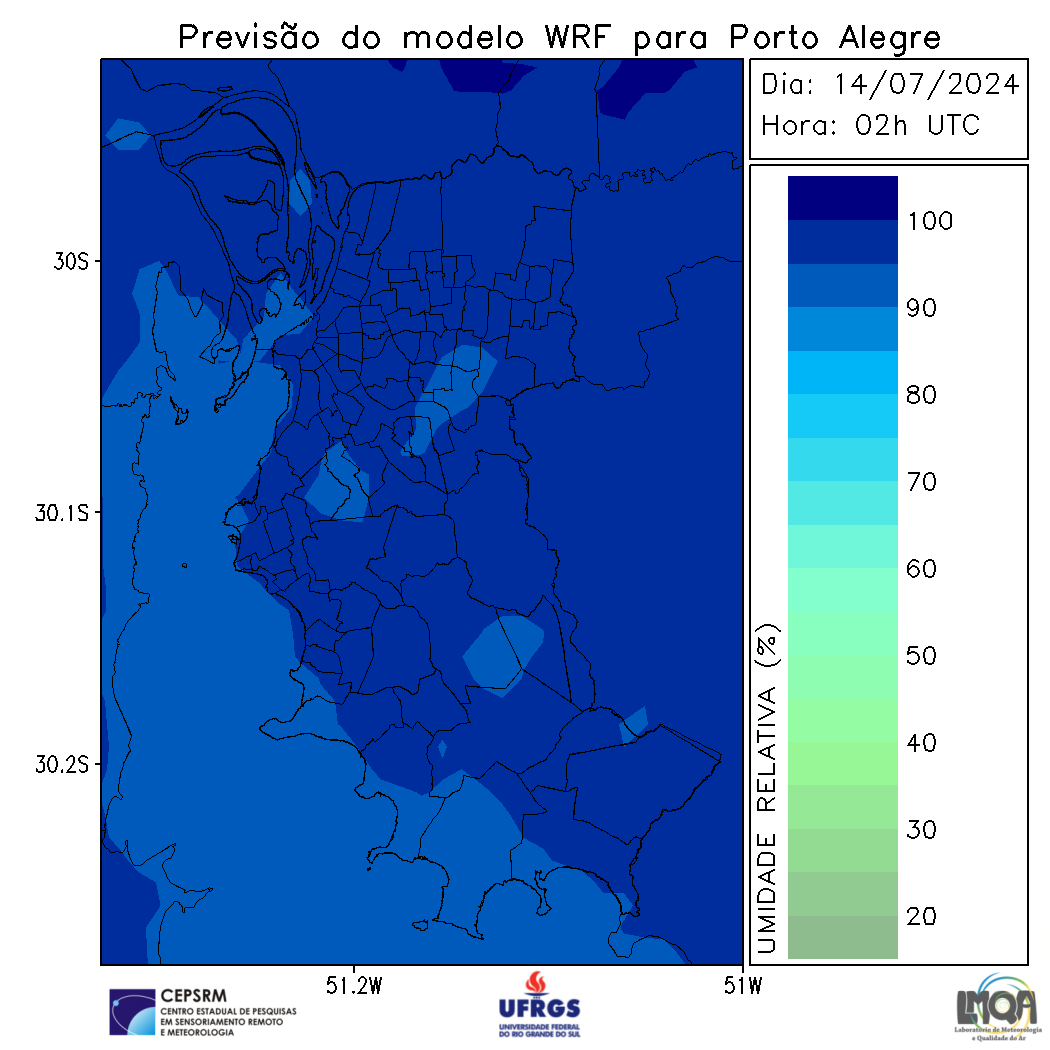 Previsão do modelo WRF para Porto Alegre
Dia: 14/07/2024
Hora: 02h UTC
100
90
80
70
60
50
40
30
20
UMIDADE RELATIVA (%)
30S
30.1S
30.2S
51.2W
51W
CEPSRM
CENTRO ESTADUAL DE PESQUISAS
EM SENSORIAMENTO REMOTO
E METEOROLOGIA
UFRGS
UNIVERSIDADE FEDERAL
DO RIO GRANDE DO SUL
LMQA
Laboratório de Meteorologia
e Qualidade do Ar